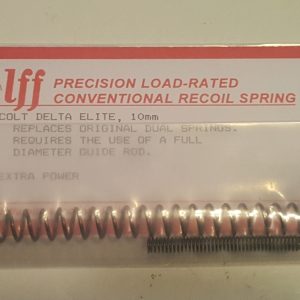 lff PRECISION LOAD-RATED
CONVENTIONAL RECOIL SPRING
COLT DELTA ELITE, 10mm
REPLACES ORIGINAL DUAL SPRINGS.
REQUIRES THE USE OF A FULL
DIAMETER GUIDE ROD.
EXTRA POWER